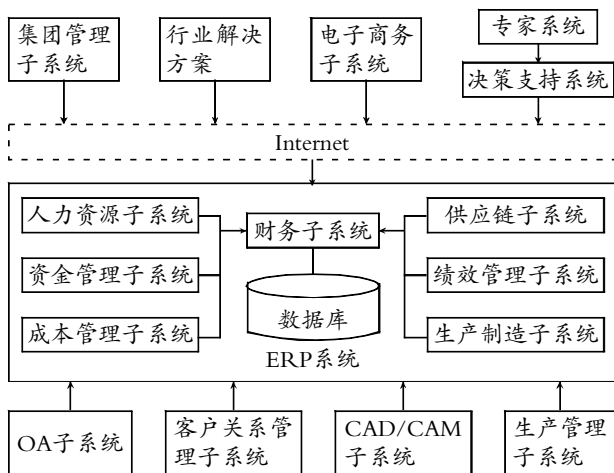 集团管理
子系统
行业解决
方案
电子商务
子系统
专家系统
决策支持系统
Internet
人力资源子系统
财务子系统
供应链子系统
资金管理子系统
绩效管理子系统
成本管理子系统
数据库
生产制造子系统
ERP系统
OA子系统
客户关系管
理子系统
CAD/CAM
子系统
生产管理
子系统